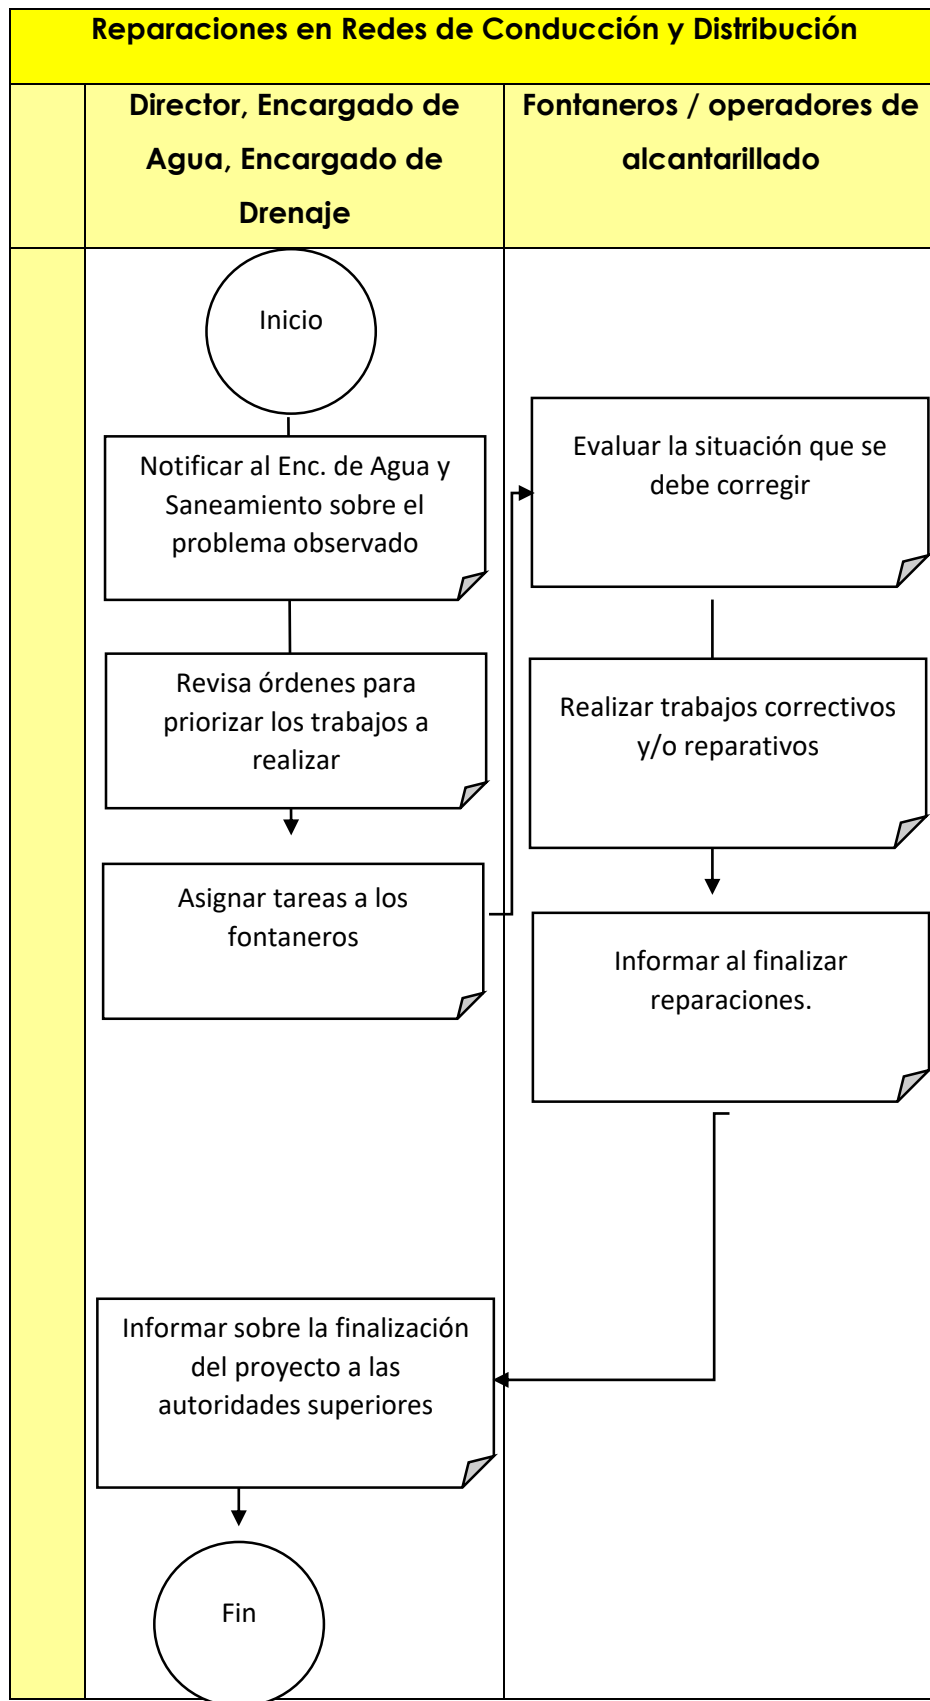 Reparaciones en Redes de Conducción y Distribución
Director, Encargado de
Agua, Encargado de
Drenaje
Fontaneros / operadores de
alcantarillado
Inicio
Notificar al Enc. de Agua y
Saneamiento sobre el
problema observado
Revisa órdenes para
priorizar los trabajos a
realizar
Asignar tareas a los
fontaneros
Evaluar la situación que se
debe corregir
Realizar trabajos correctivos
y/o reparativos
Informar al finalizar
reparaciones.
Informar sobre la finalización
del proyecto a las
autoridades superiores
Fin